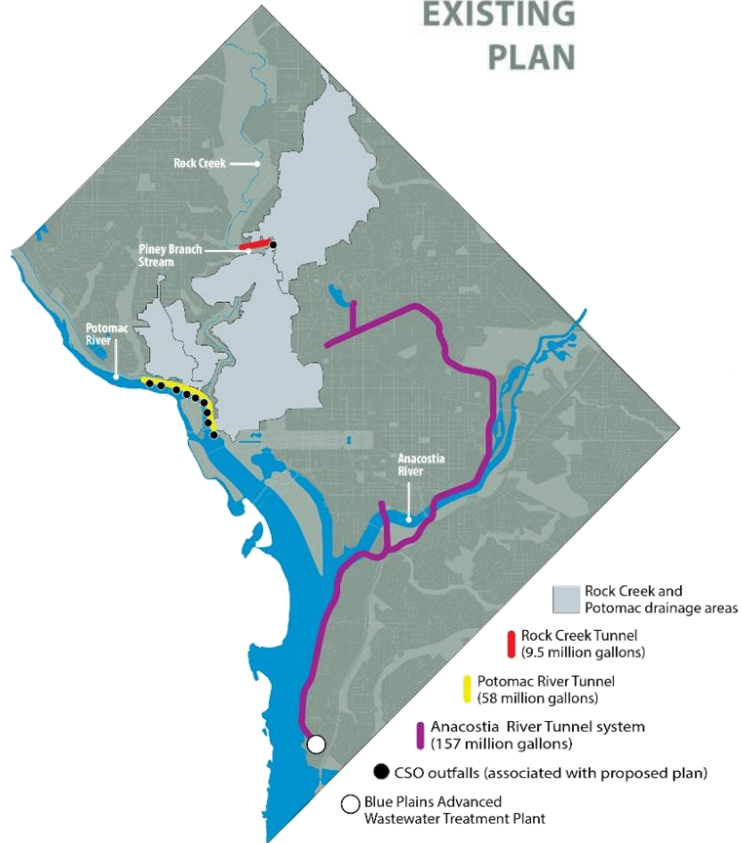 EXISTING
PLAN
Rock Creek
Piney Branch
Stream
Potomac
River
Anacostia
River
Rock Creek and
Potomac drainage areas
Rock Creek Tunnel
(9.5 million gallons)
Potomac River Tunnel
(58 million gallons)
Anacostia River Tunnel system
(157 million gallons)
CSO outfalls (associated with proposed plan)
Blue Plains Advanced
Wastewater Treatment Plant